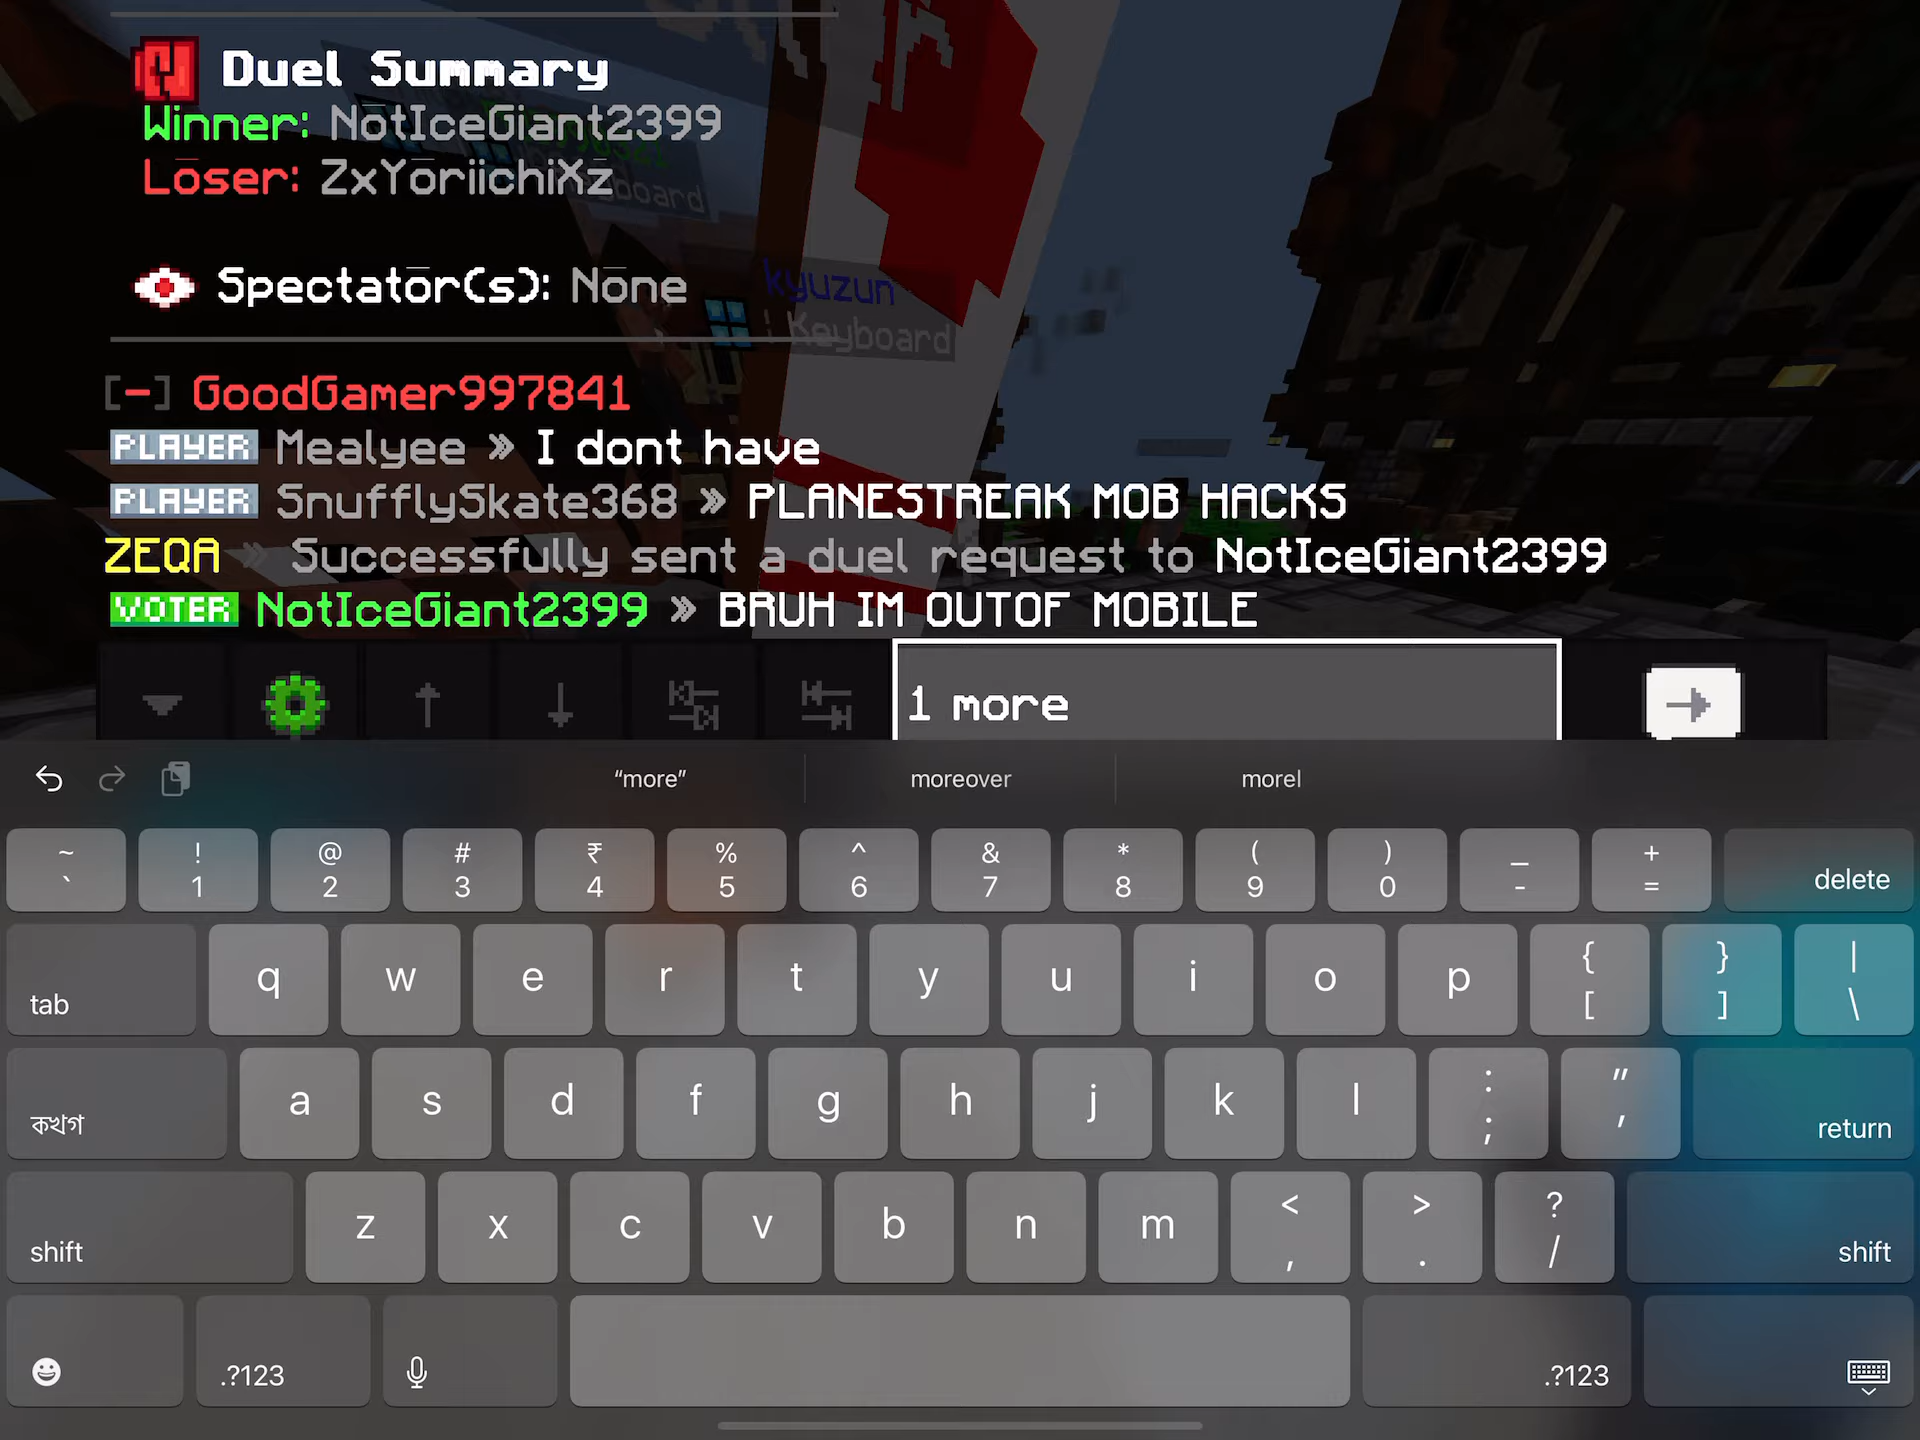 Duel Summary
Winner: NotIceGiant2399
Loser: ZxYoriichiXz
Spectator(s): None
kyuzun
Keyboard
[-] GoodGamer997841
PLAYER Mealyee » I dont have
PLAYER SnufflySkate368 » PLANESTREAK MOB HACKS
ZEQA » Successfully sent a duel request to NotIceGiant2399
VOTER NotIceGiant2399 » BRUH IM OUTOF MOBILE
1 more
“more” moreover morel
~ ! @ # ₹ % ^ & * ( ) _ +
` 1 2 3 4 5 6 7 8 9 0 - = delete
tab q w e r t y u i o p { [ } ] | \
কখগ a s d f g h j k l : ; " ' return
shift z x c v b n m < , > . ? / shift
.?123 .?123